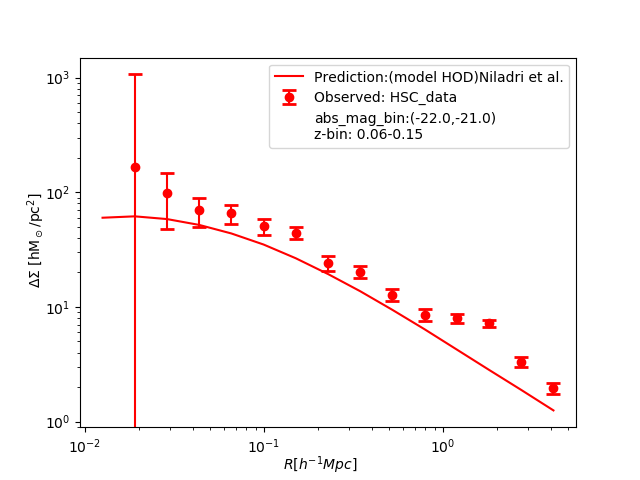 10³
10²
10¹
10⁰
ΔΣ [hM⊙/pc²]
Prediction:(model HOD)Niladri et al.
Observed: HSC_data
abs_mag_bin:(-22.0,-21.0)
z-bin: 0.06-0.15
10⁻² 10⁻¹ 10⁰
R[h⁻¹Mpc]